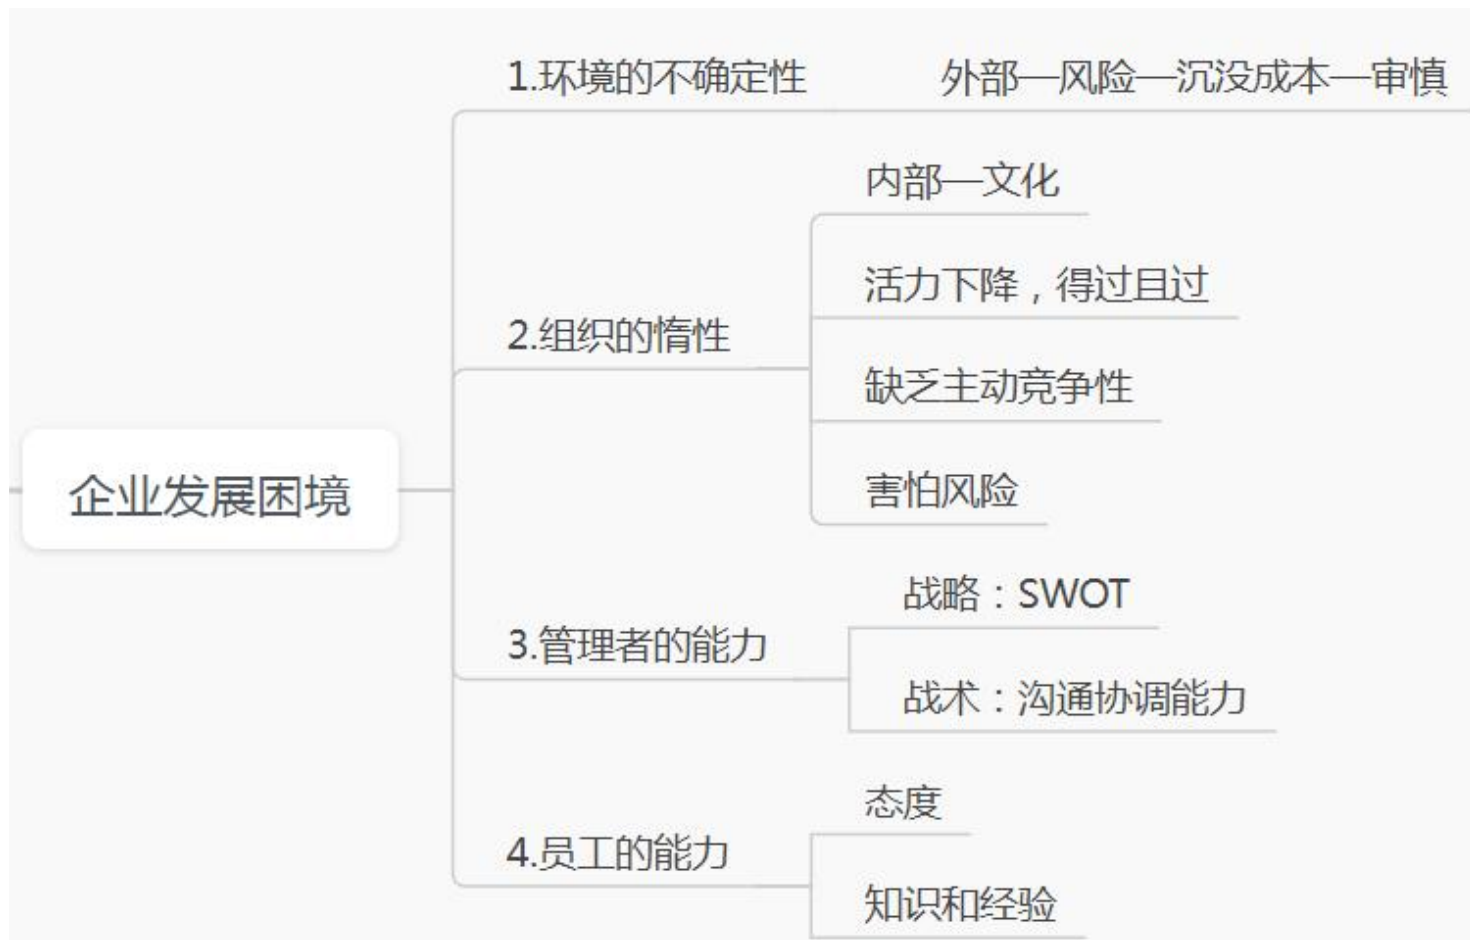 1.环境的不确定性 外部—风险—沉没成本—审慎
内部—文化
活力下降，得过且过
2.组织的惰性
缺乏主动竞争性
企业发展困境
害怕风险
战略：SWOT
3.管理者的能力
战术：沟通协调能力
态度
4.员工的能力
知识和经验